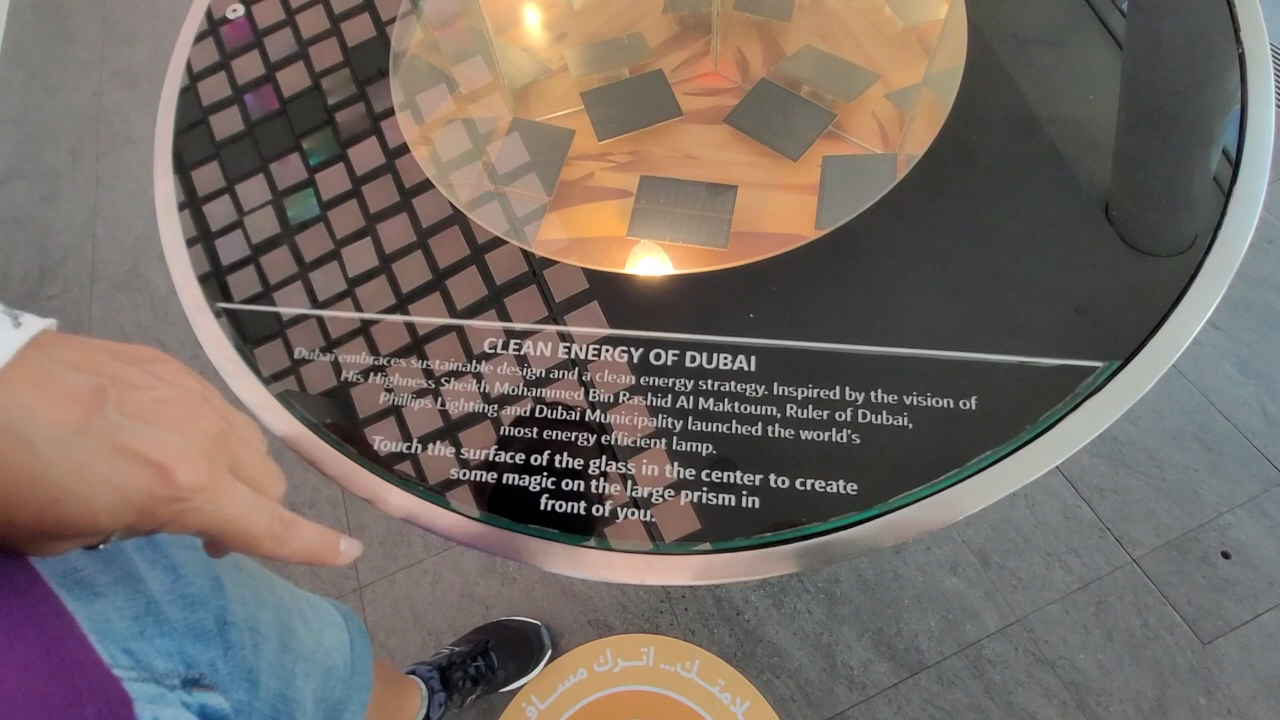 CLEAN ENERGY OF DUBAI
Dubai embraces sustainable design and a clean energy strategy. Inspired by the vision of
His Highness Sheikh Mohammed Bin Rashid Al Maktoum, Ruler of Dubai,
Phillips Lighting and Dubai Municipality launched the world's
most energy efficient lamp.
Touch the surface of the glass in the center to create
some magic on the large prism in
front of you.
اترك